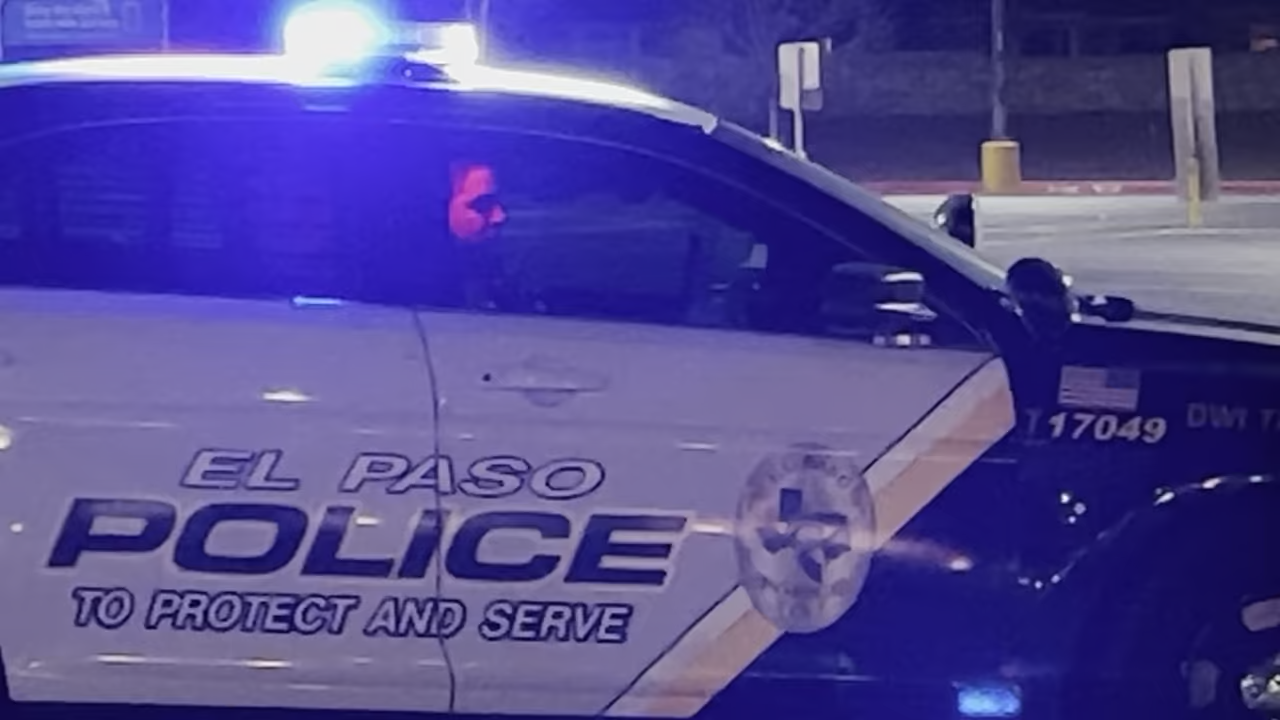 EL PASO
POLICE
TO PROTECT AND SERVE
17049
DWI